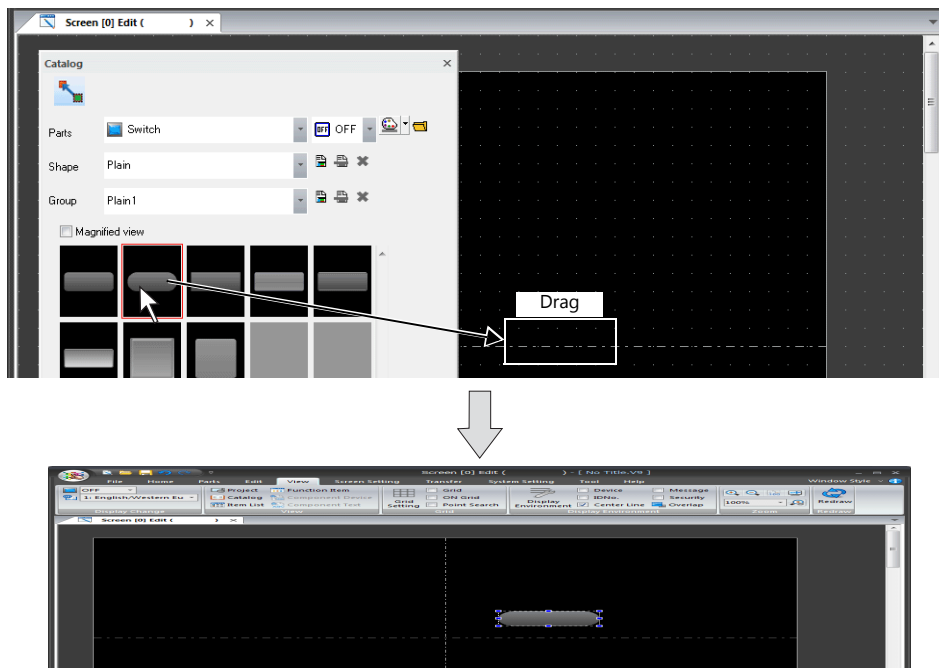 Screen [0] Edit ( ) ×
Catalog ×
Parts Switch OFF OFF
Shape Plain
Group Plain1
Magnified view
Drag
Screen [0] Edit ( ) - [ No Title.V9 ]
File Home Parts Edit View Screen Setting Transfer System Setting Tool Help Window Style
OFF Project Function Item Grid Device Message
1: English/Western Eu Catalog Component Device ON Grid IDNo. Security 100% Redraw
Item List Component Text Grid Setting Point Search Display Environment Center Line Overlap
Display Change View Grid Display Environment Zoom Redraw
Screen [0] Edit ( ) ×